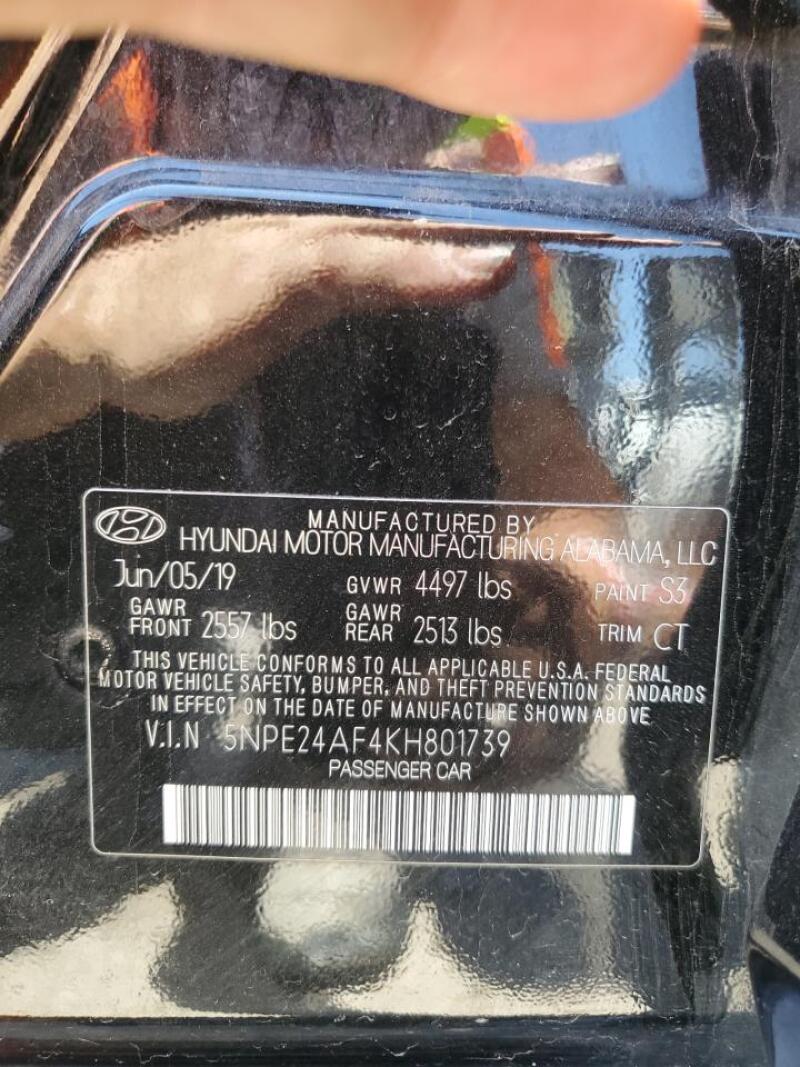 MANUFACTURED BY
HYUNDAI MOTOR MANUFACTURING ALABAMA, LLC
Jun/05/19 GVWR 4497 lbs PAINT S3
GAWR FRONT 2557 lbs GAWR REAR 2513 lbs TRIM CT
THIS VEHICLE CONFORMS TO ALL APPLICABLE U.S.A. FEDERAL
MOTOR VEHICLE SAFETY, BUMPER, AND THEFT PREVENTION STANDARDS
IN EFFECT ON THE DATE OF MANUFACTURE SHOWN ABOVE
V.I.N 5NPE24AF4KH801739
PASSENGER CAR